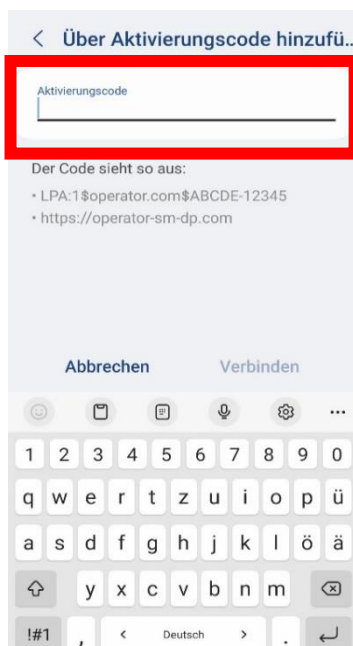 < Über Aktivierungscode hinzufü..
Aktivierungscode
Der Code sieht so aus:
• LPA:1$operator.com$ABCDE-12345
• https://operator-sm-dp.com
Abbrechen Verbinden
1 2 3 4 5 6 7 8 9 0
q w e r t z u i o p ü
a s d f g h j k l ö ä
y x c v b n m
!#1 , < Deutsch > .